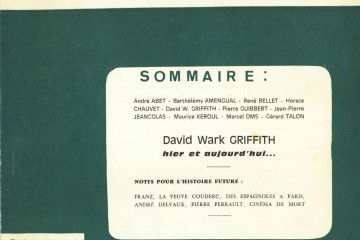 SOMMAIRE :
André ABET - Barthélémy AMENGUAL - René BELLET - Horace
CHAUVET - David W. GRIFFITH - Pierre GUIBBERT - Jean-Pierre
JEANCOLAS - Maurice KEROUL - Marcel OMS - Gérard TALON
David Wark GRIFFITH
hier et aujourd'hui...
NOTES POUR L'HISTOIRE FUTURS :
FRANZ, LA VEUVE COUDERC, DES ESPAGNOLES A PARIS,
ANDRÉ DELVAUX, PIERRE PERRAULT, CINÉMA DE MORT